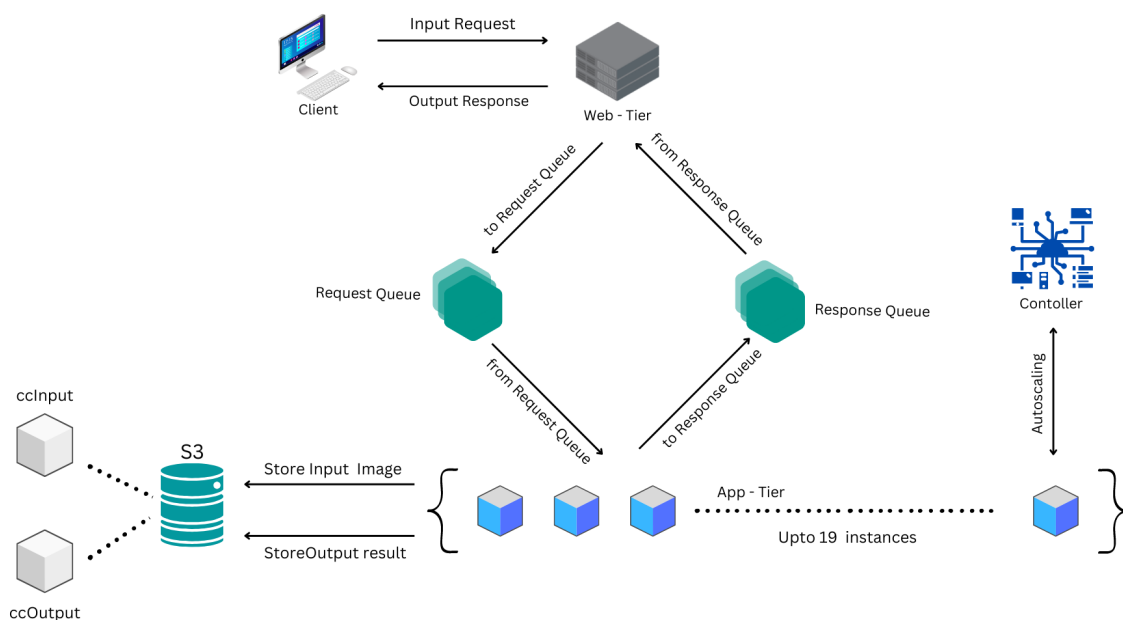 Input Request
Output Response
Client
Web - Tier
to Request Queue
from Response Queue
Request Queue
Response Queue
Contoller
from Request Queue
to Response Queue
Autoscaling
ccInput
S3
Store Input  Image
StoreOutput result
App - Tier
Upto 19  instances
ccOutput